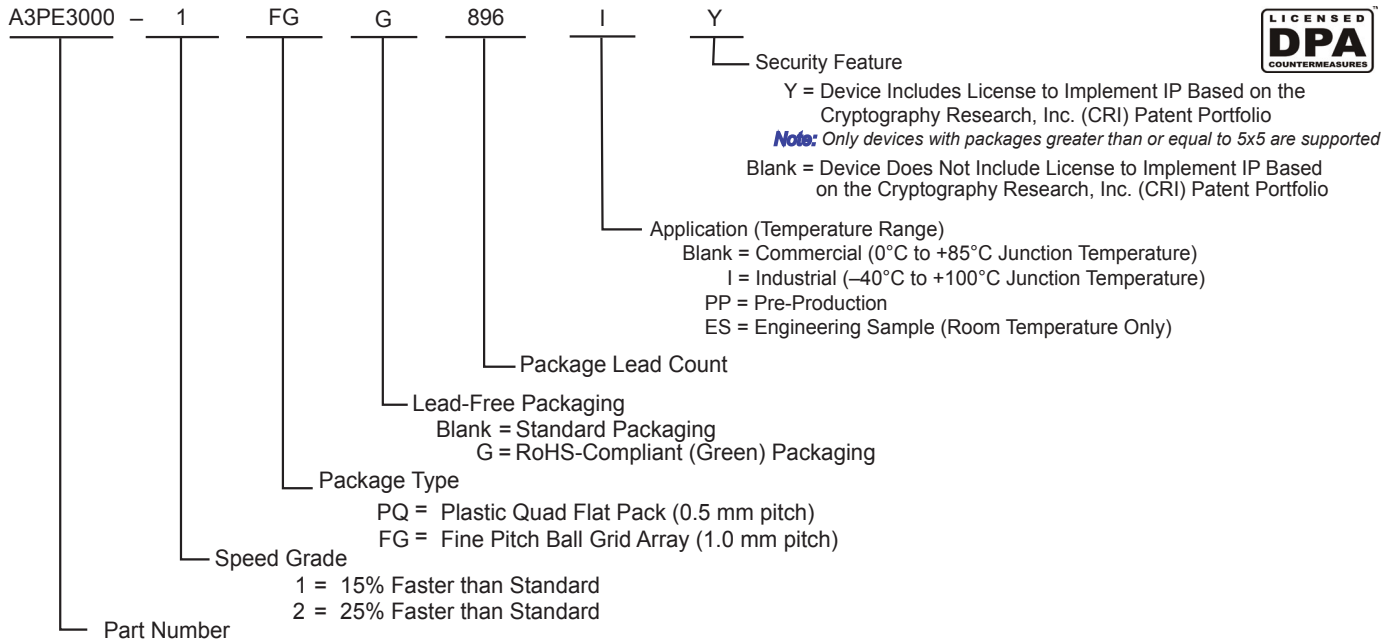 A3PE3000 – 1 FG G 896 I Y
LICENSED
DPA
COUNTERMEASURES
™
Security Feature
Y = Device Includes License to Implement IP Based on the
Cryptography Research, Inc. (CRI) Patent Portfolio
Note: Only devices with packages greater than or equal to 5x5 are supported
Blank = Device Does Not Include License to Implement IP Based
on the Cryptography Research, Inc. (CRI) Patent Portfolio
Application (Temperature Range)
Blank = Commercial (0°C to +85°C Junction Temperature)
I = Industrial (–40°C to +100°C Junction Temperature)
PP = Pre-Production
ES = Engineering Sample (Room Temperature Only)
Package Lead Count
Lead-Free Packaging
Blank = Standard Packaging
G = RoHS-Compliant (Green) Packaging
Package Type
PQ = Plastic Quad Flat Pack (0.5 mm pitch)
FG = Fine Pitch Ball Grid Array (1.0 mm pitch)
Speed Grade
1 = 15% Faster than Standard
2 = 25% Faster than Standard
Part Number